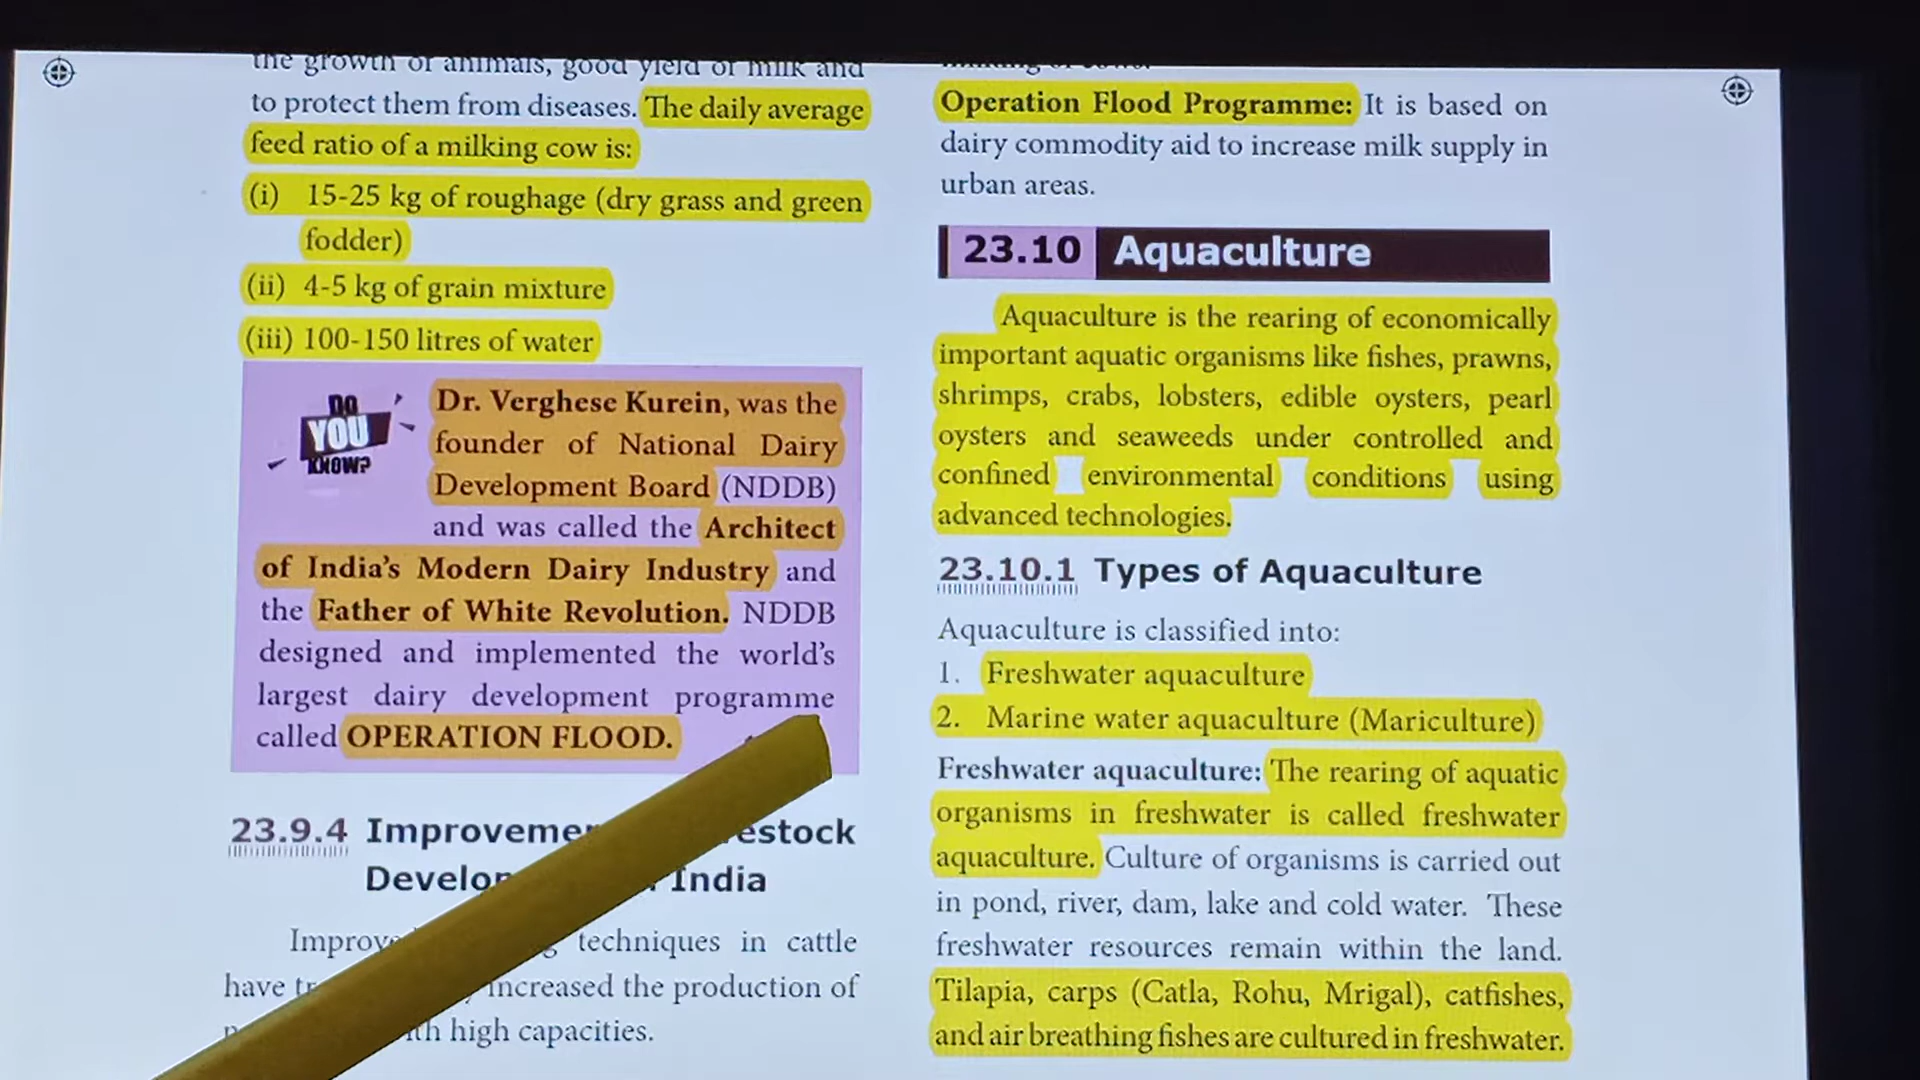 the growth of animals, good yield of milk and
to protect them from diseases. The daily average
feed ratio of a milking cow is:
(i) 15-25 kg of roughage (dry grass and green
fodder)
(ii) 4-5 kg of grain mixture
(iii) 100-150 litres of water
DO
YOU
KNOW?
Dr. Verghese Kurein, was the
founder of National Dairy
Development Board (NDDB)
and was called the Architect
of India's Modern Dairy Industry and
the Father of White Revolution. NDDB
designed and implemented the world's
largest dairy development programme
called OPERATION FLOOD.
23.9.4 estock
India
techniques in cattle
have increased the production of
high capacities.
Operation Flood Programme: It is based on
dairy commodity aid to increase milk supply in
urban areas.
23.10 Aquaculture
Aquaculture is the rearing of economically
important aquatic organisms like fishes, prawns,
shrimps, crabs, lobsters, edible oysters, pearl
oysters and seaweeds under controlled and
confined environmental conditions using
advanced technologies.
23.10.1 Types of Aquaculture
Aquaculture is classified into:
1. Freshwater aquaculture
2. Marine water aquaculture (Mariculture)
Freshwater aquaculture: The rearing of aquatic
organisms in freshwater is called freshwater
aquaculture. Culture of organisms is carried out
in pond, river, dam, lake and cold water. These
freshwater resources remain within the land.
Tilapia, carps (Catla, Rohu, Mrigal), catfishes,
and air breathing fishes are cultured in freshwater.